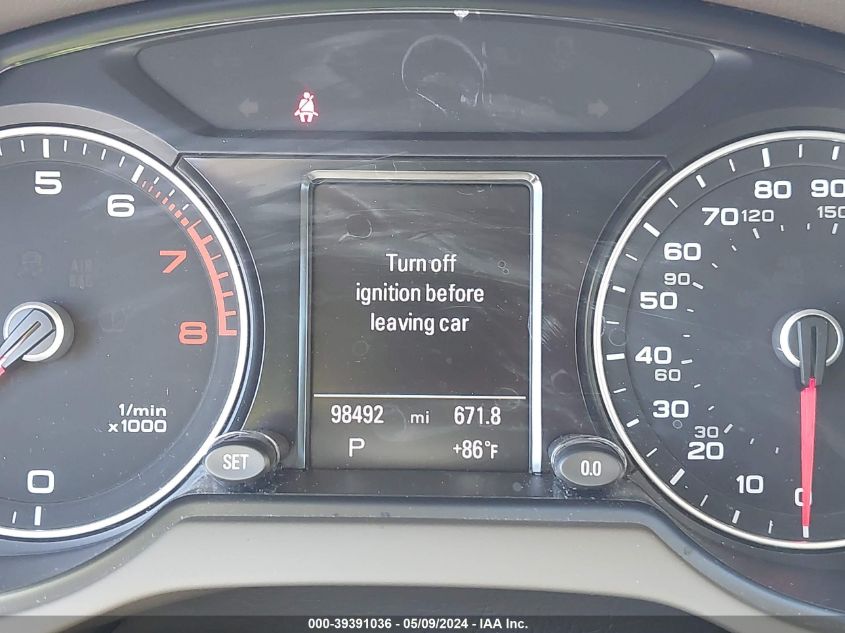 Turn off
ignition before
leaving car
98492 mi 671.8
P +86°F
SET
0.0
5
6
7
8
1/min
x1000
0
90
80
150
70
120
60
90
50
40
60
30
30
20
10
0
AIR
BAG
000-39391036 - 05/09/2024 - IAA Inc.